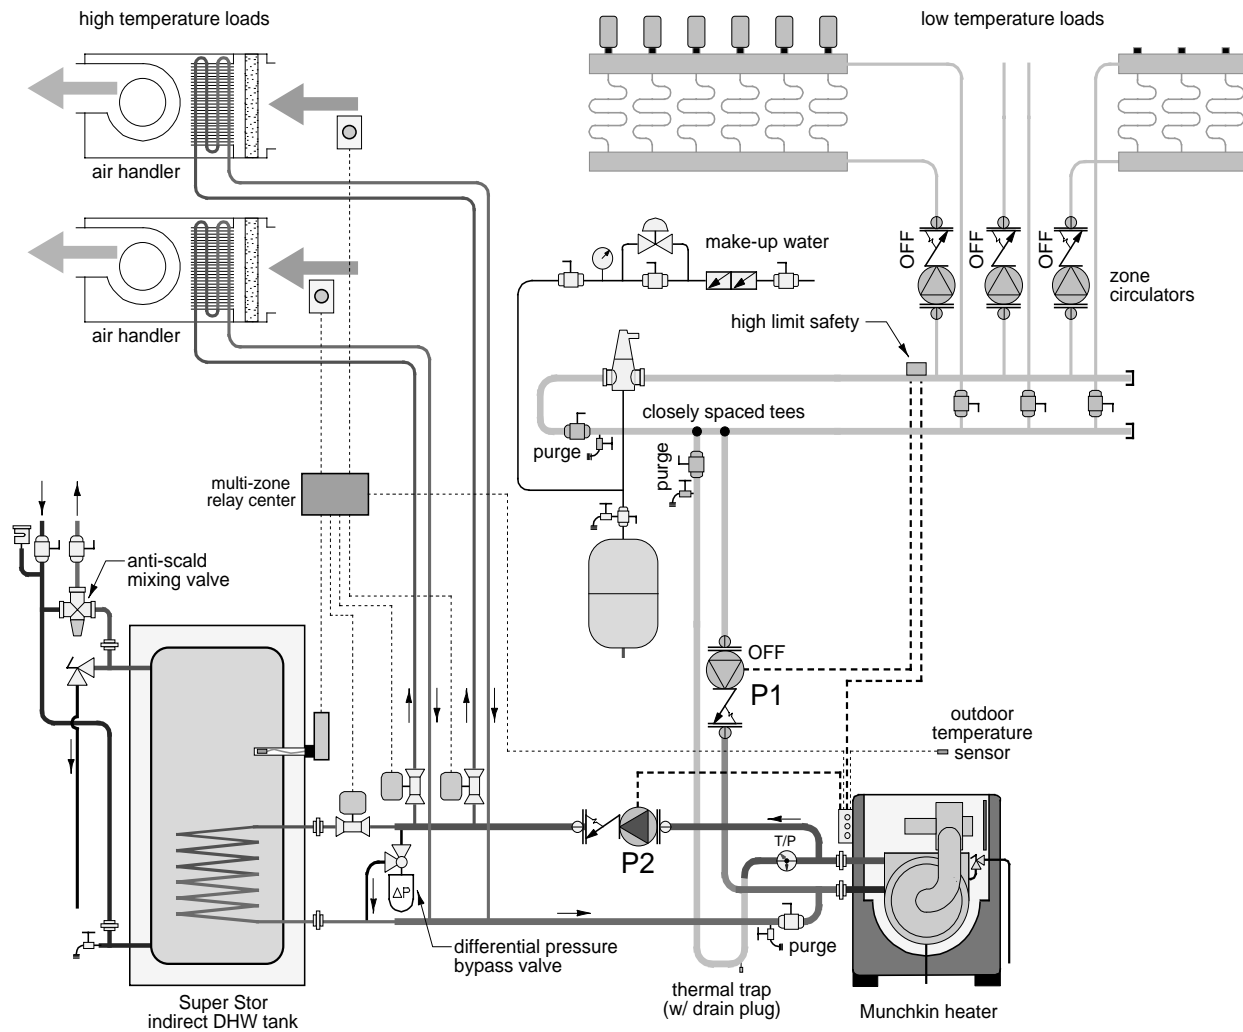 high temperature loads
low temperature loads
air handler
OFF
OFF
make-up water
zone
circulators
air handler
high limit safety
closely spaced tees
purge
purge
multi-zone
relay center
anti-scald
mixing valve
OFF
P1
outdoor
temperature
sensor
T/P
P2
ΔP
differential pressure
bypass valve
purge
thermal trap
(w/ drain plug)
Super Stor
indirect DHW tank
Munchkin heater